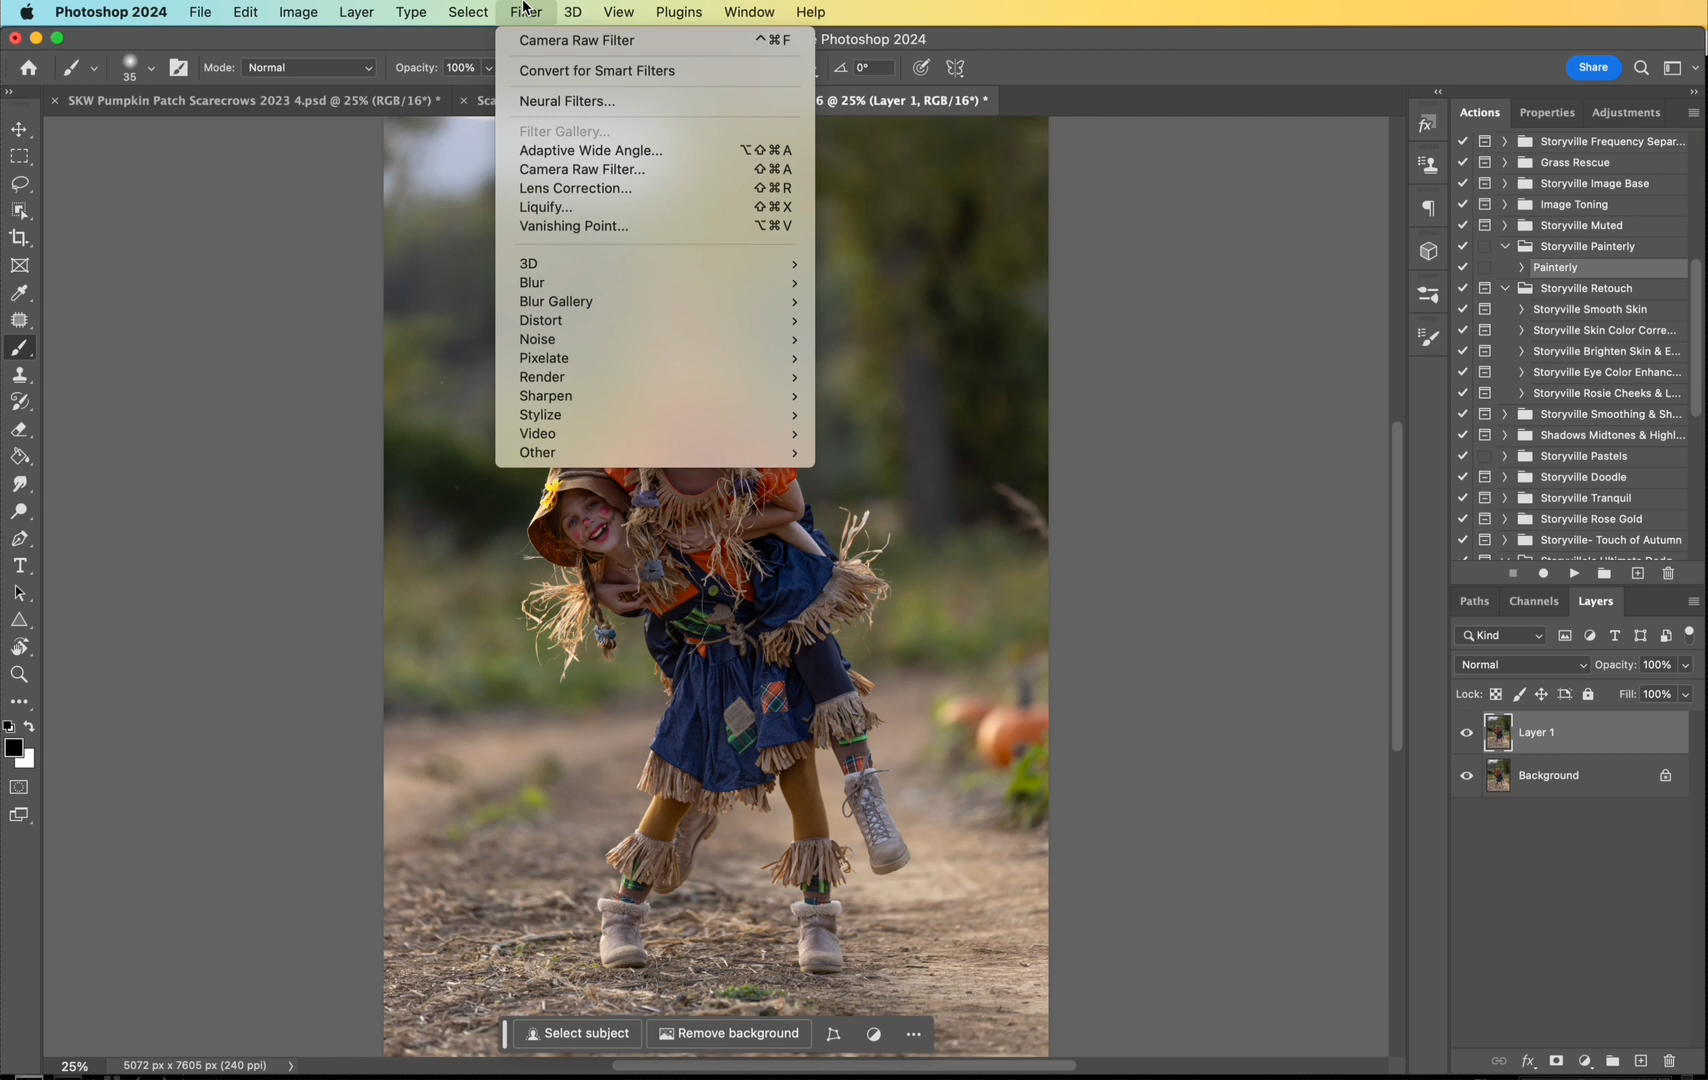 Photoshop 2024 File Edit Image Layer Type Select Filter 3D View Plugins Window Help
Photoshop 2024
35 Mode: Normal Opacity: 100% 0° Share
SKW Pumpkin Patch Scarecrows 2023 4.psd @ 25% (RGB/16*) * Sca 6 @ 25% (Layer 1, RGB/16*) *
Camera Raw Filter ^⌘F
Convert for Smart Filters
Neural Filters...
Filter Gallery...
Adaptive Wide Angle... ⌥⇧⌘A
Camera Raw Filter... ⇧⌘A
Lens Correction... ⇧⌘R
Liquify... ⇧⌘X
Vanishing Point... ⌥⌘V
3D
Blur
Blur Gallery
Distort
Noise
Pixelate
Render
Sharpen
Stylize
Video
Other
Actions Properties Adjustments
Storyville Frequency Separ...
Grass Rescue
Storyville Image Base
Image Toning
Storyville Muted
Storyville Painterly
Painterly
Storyville Retouch
Storyville Smooth Skin
Storyville Skin Color Corre...
Storyville Brighten Skin & E...
Storyville Eye Color Enhanc...
Storyville Rosie Cheeks & L...
Storyville Smoothing & Sh...
Shadows Midtones & Highl...
Storyville Pastels
Storyville Doodle
Storyville Tranquil
Storyville Rose Gold
Storyville- Touch of Autumn
Paths Channels Layers
Kind
Normal Opacity: 100%
Lock: Fill: 100%
Layer 1
Background
Select subject Remove background
25% 5072 px x 7605 px (240 ppi)